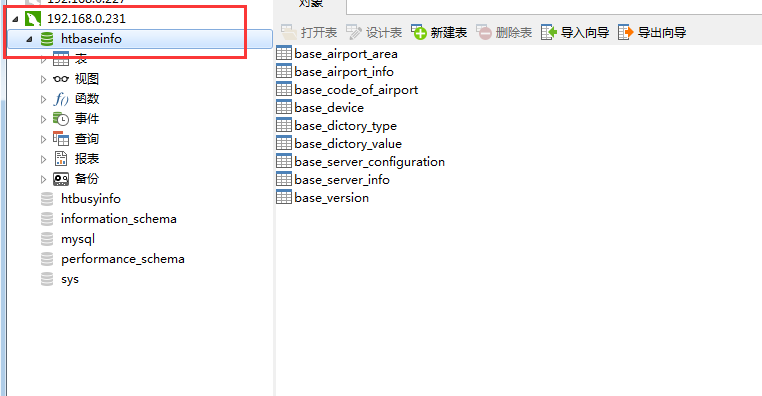 192.168.0.227
对象
192.168.0.231
htbaseinfo
表
视图
函数
事件
查询
报表
备份
htbusyinfo
information_schema
mysql
performance_schema
sys
打开表 设计表 新建表 删除表 导入向导 导出向导
base_airport_area
base_airport_info
base_code_of_airport
base_device
base_dictory_type
base_dictory_value
base_server_configuration
base_server_info
base_version